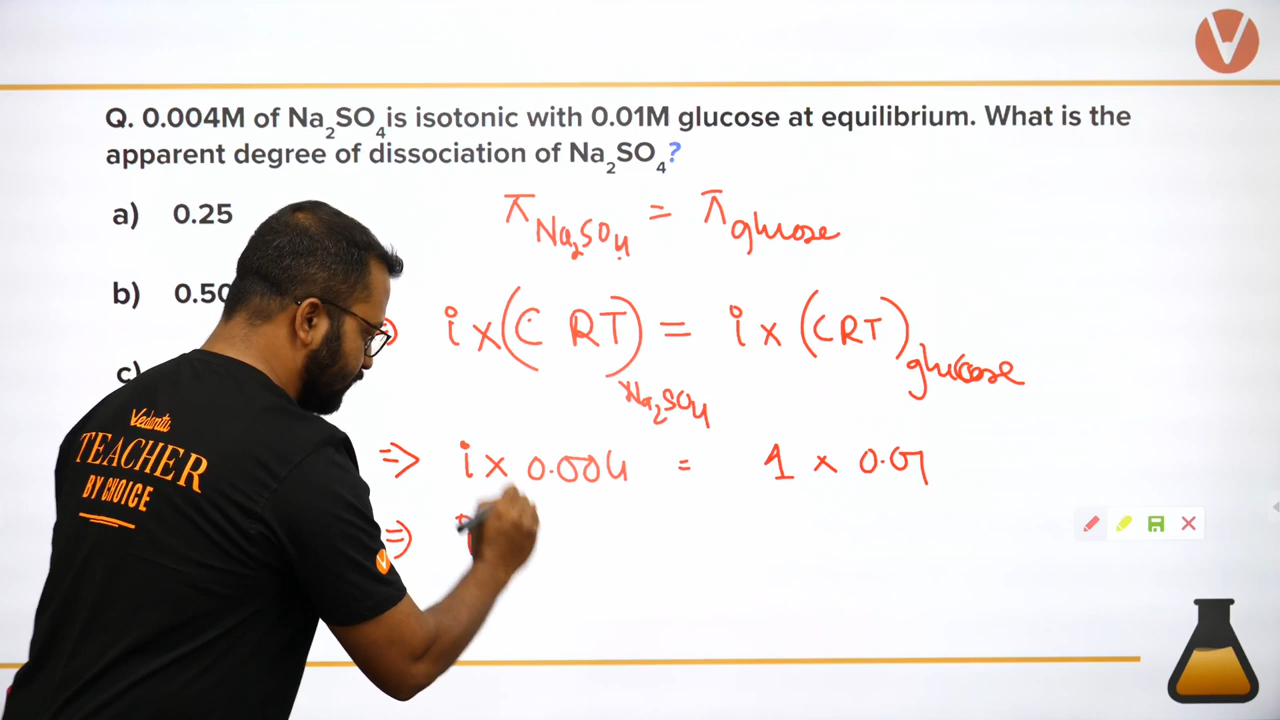 Q. 0.004M of Na₂SO₄ is isotonic with 0.01M glucose at equilibrium. What is the
apparent degree of dissociation of Na₂SO₄?
a) 0.25
π Na₂SO₄ = π glucose
b) 0.50
i × (C RT) Na₂SO₄ = i × (CRT) glucose
c)
⇒ i × 0.004 = 1 × 0.01
⇒
Vedantu
TEACHER
BY CHOICE